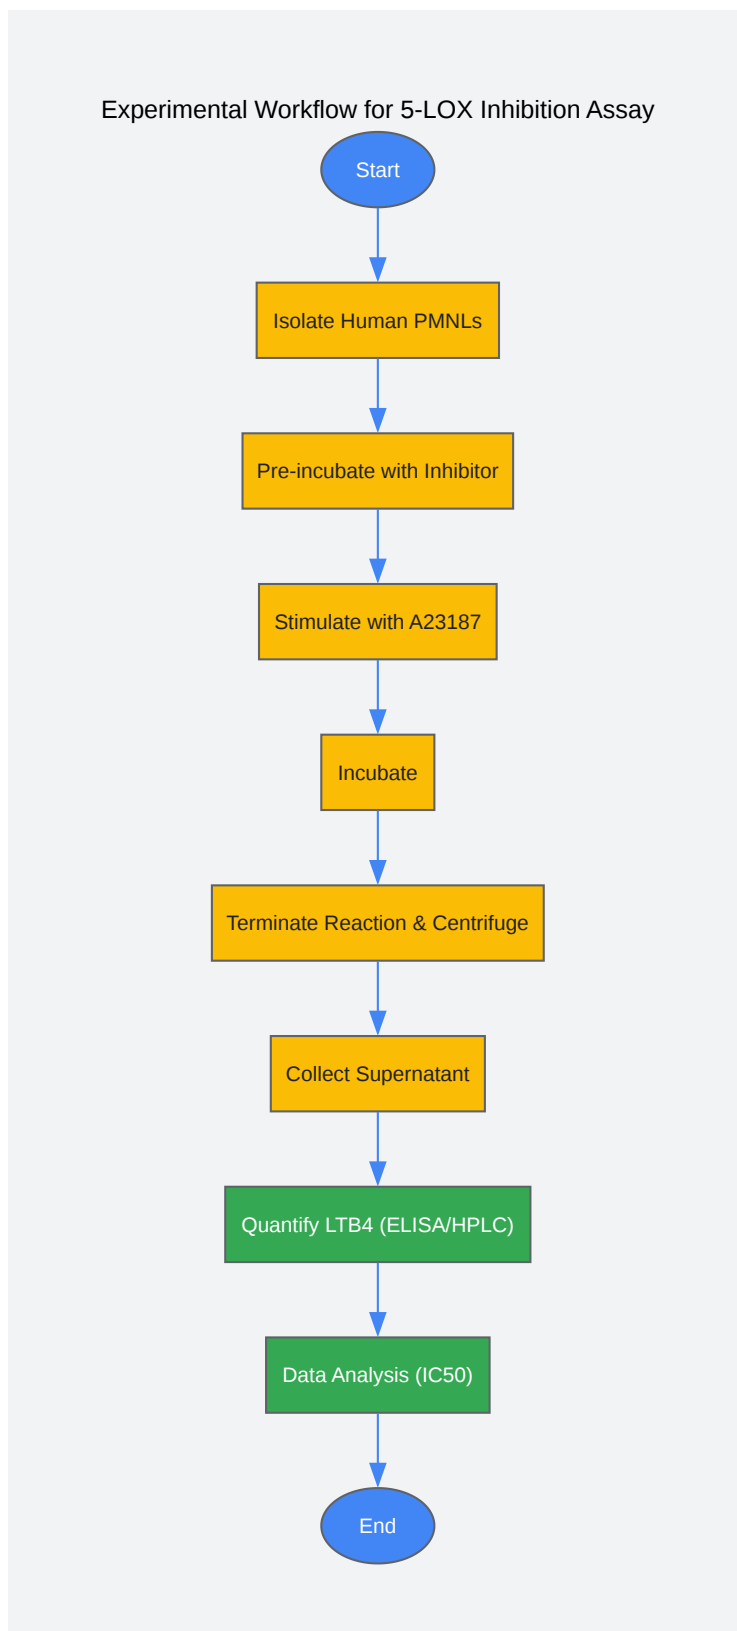 Experimental Workflow for 5-LOX Inhibition Assay
Start
Isolate Human PMNLs
Pre-incubate with Inhibitor
Stimulate with A23187
Incubate
Terminate Reaction & Centrifuge
Collect Supernatant
Quantify LTB4 (ELISA/HPLC)
Data Analysis (IC50)
End